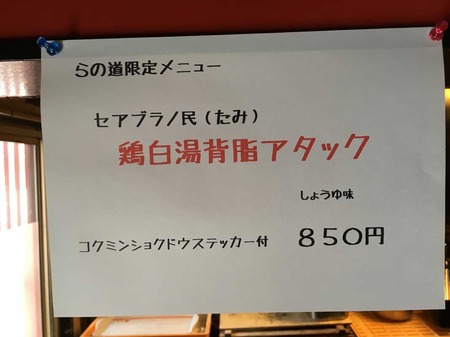 らの道限定メニュー
セアブラノ民(たみ)
鶏白湯背脂アタック
しょうゆ味
コクミンショクドウステッカー付 850円